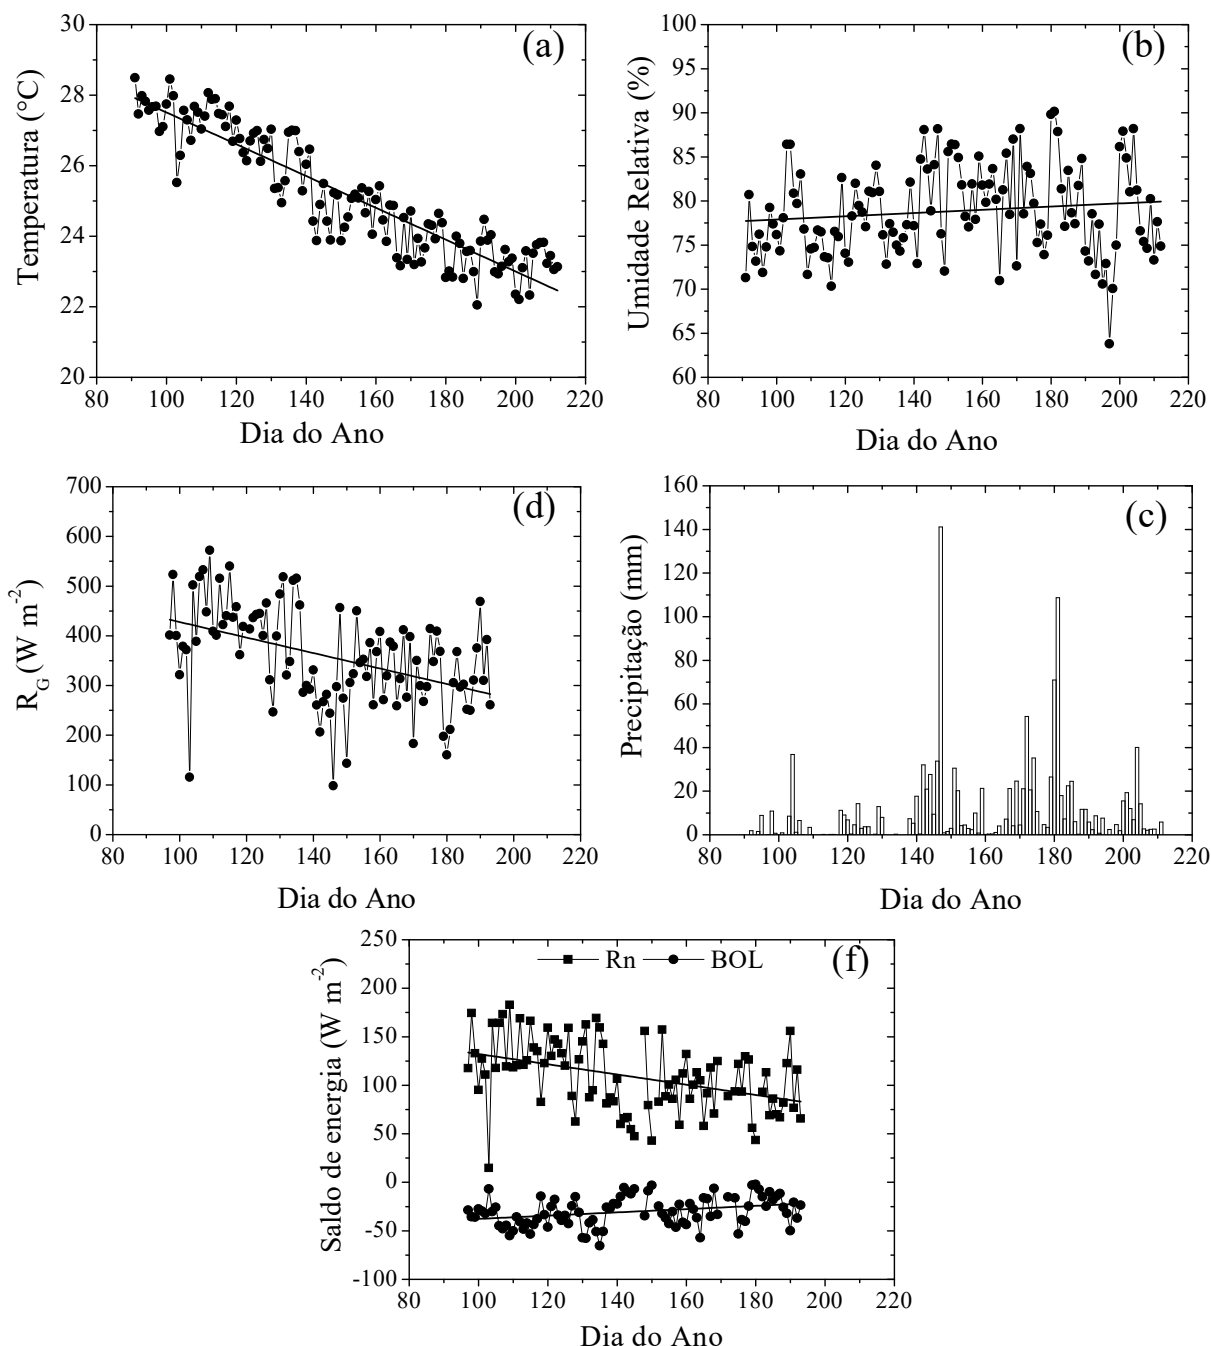 (a)
Temperatura (°C)
30
28
26
24
22
20
80 100 120 140 160 180 200 220
Dia do Ano
(b)
Umidade Relativa (%)
100
95
90
85
80
75
70
65
60
80 100 120 140 160 180 200 220
Dia do Ano
(d)
R_G (W m^-2)
700
600
500
400
300
200
100
0
80 100 120 140 160 180 200 220
Dia do Ano
(c)
Precipitação (mm)
160
140
120
100
80
60
40
20
0
80 100 120 140 160 180 200 220
Dia do Ano
(f)
Rn BOL
Saldo de energia (W m^-2)
250
200
150
100
50
0
-50
-100
80 100 120 140 160 180 200 220
Dia do Ano